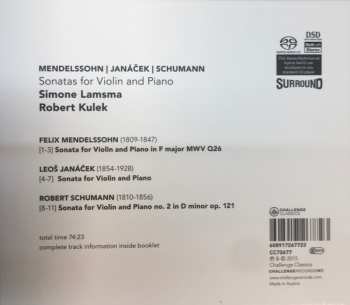 MENDELSSOHN | JANÁČEK | SCHUMANN
Sonatas for Violin and Piano
Simone Lamsma
Robert Kulek
DSD
SURROUND
FELIX MENDELSSOHN (1809-1847)
[1-3] Sonata for Violin and Piano in F major MWV Q26
LEOŠ JANÁČEK (1854-1928)
[4-7] Sonata for Violin and Piano
ROBERT SCHUMANN (1810-1856)
[8-11] Sonata for Violin and Piano no. 2 in D minor op. 121
total time 74:23
complete track information inside booklet
CHALLENGE
CLASSICS
CC72677
Challenge Classics
Made in Austria